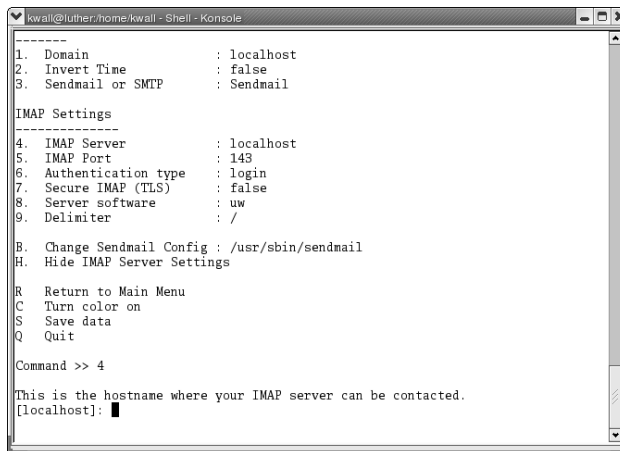 kwall@luther:/home/kwall - Shell - Konsole
-------
1.  Domain                 : localhost
2.  Invert Time            : false
3.  Sendmail or SMTP       : Sendmail
IMAP Settings
--------------
4.  IMAP Server            : localhost
5.  IMAP Port              : 143
6.  Authentication type    : login
7.  Secure IMAP (TLS)      : false
8.  Server software        : uw
9.  Delimiter              : /
B.  Change Sendmail Config : /usr/sbin/sendmail
H.  Hide IMAP Server Settings
R   Return to Main Menu
C   Turn color on
S   Save data
Q   Quit
Command >> 4
This is the hostname where your IMAP server can be contacted.
[localhost]: